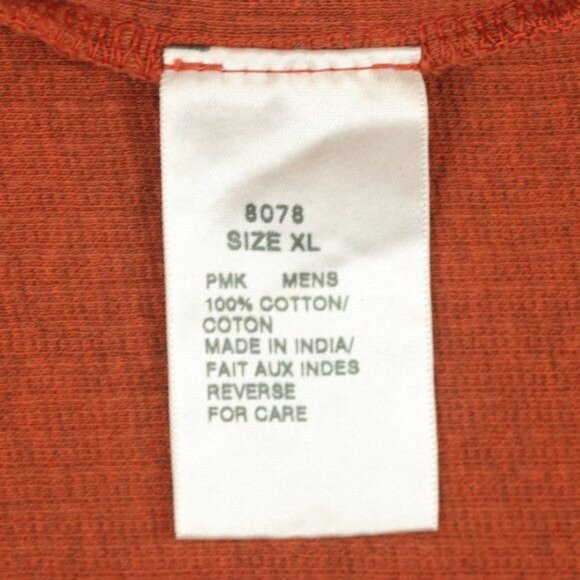 8078
SIZE XL
PMK MENS
100% COTTON/
COTON
MADE IN INDIA/
FAIT AUX INDES
REVERSE
FOR CARE